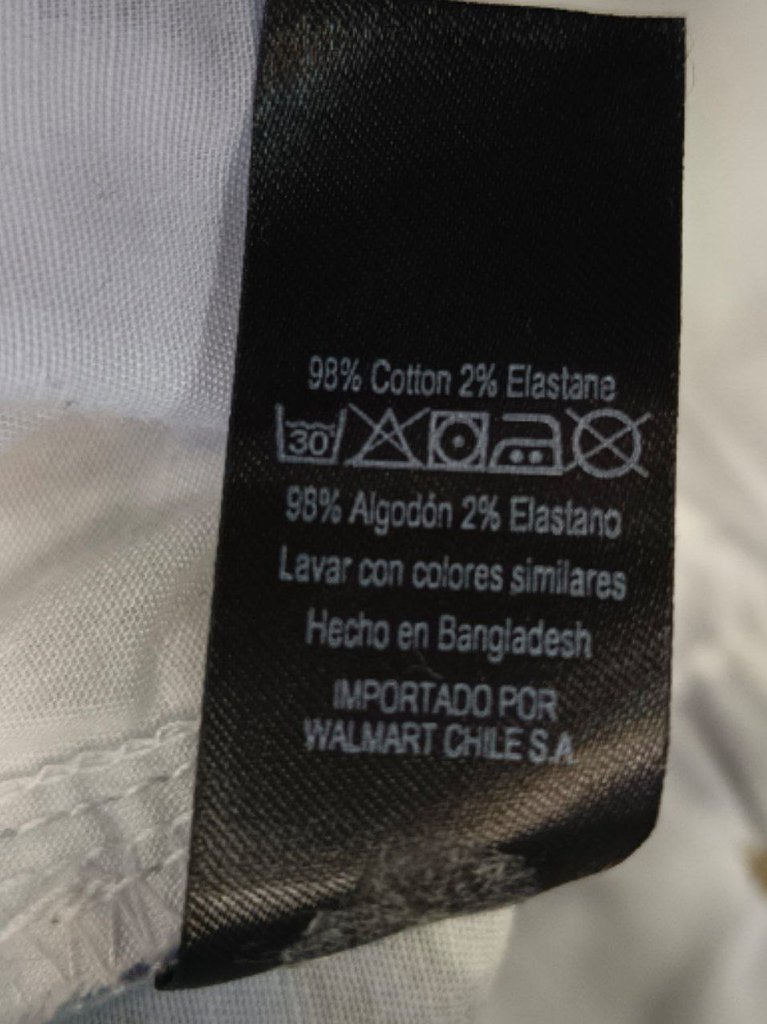 98% Cotton 2% Elastane
30
98% Algodón 2% Elastano
Lavar con colores similares
Hecho en Bangladesh
IMPORTADO POR
WALMART CHILE S.A.